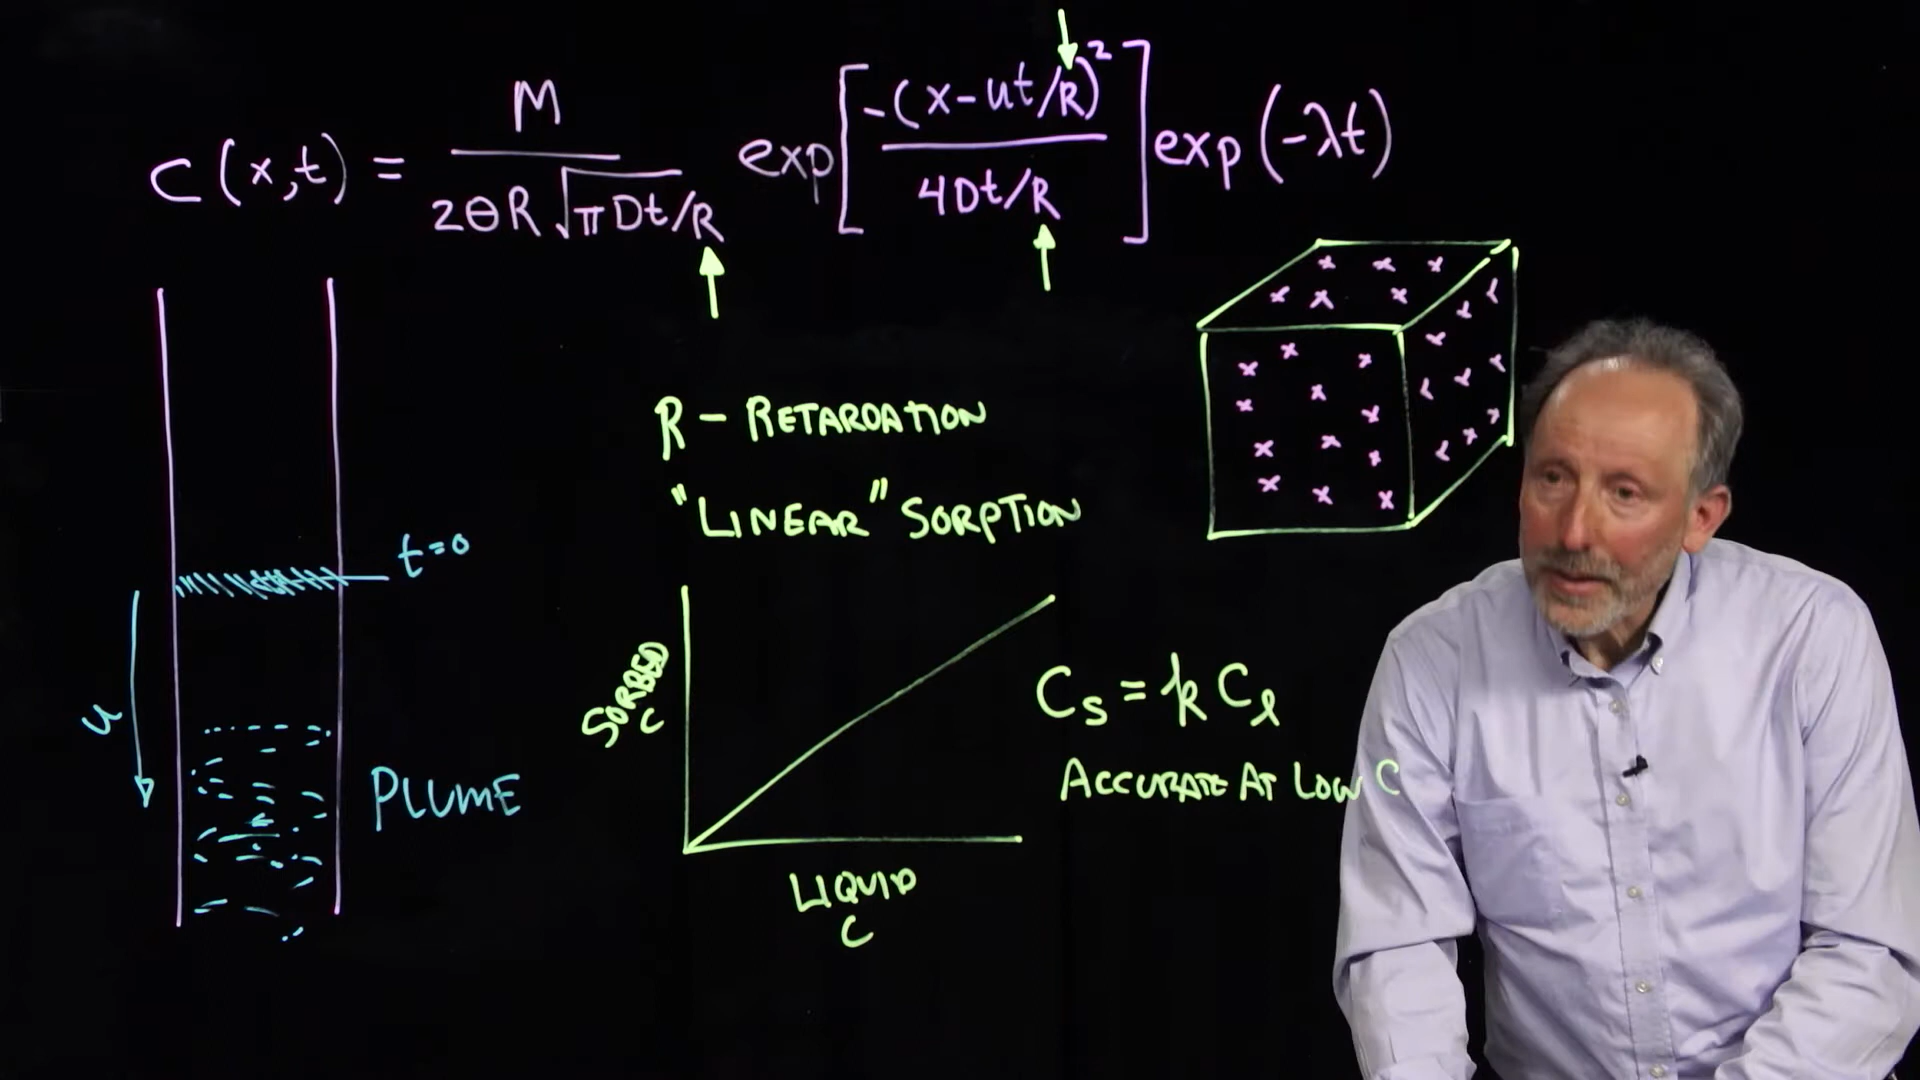 C(x,t) = M / 2θR√πDt/R exp[-(x-ut/R)² / 4Dt/R] exp(-λt)
R - RETARDATION
"LINEAR" SORPTION
t=0
u
PLUME
SORBED
C
LIQUID
C
Cs = k Cl
ACCURATE AT LOW C